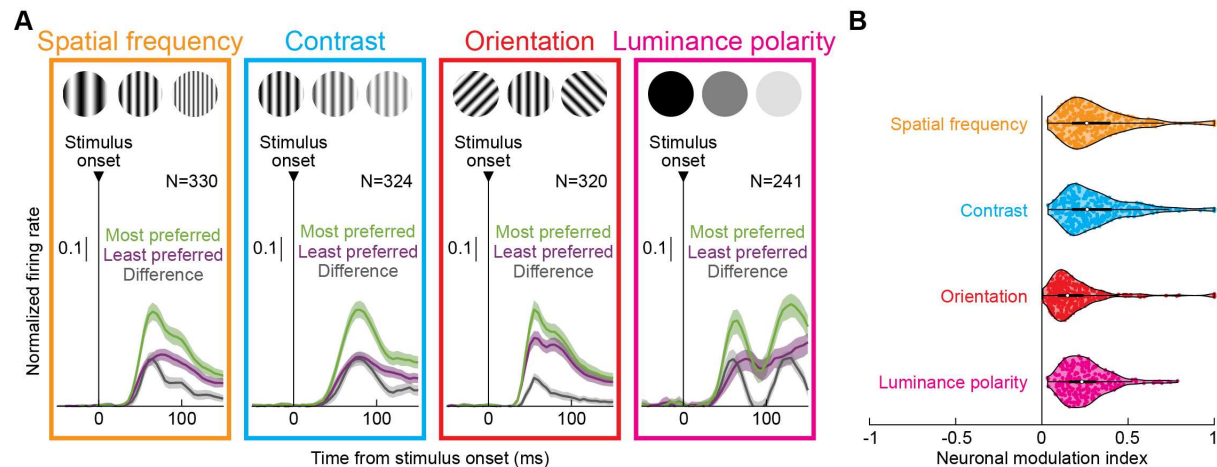 A
Spatial frequency
Contrast
Orientation
Luminance polarity
Stimulus
onset
N=330
Most preferred
Least preferred
Difference
0.1
0
100
Stimulus
onset
N=324
Most preferred
Least preferred
Difference
0.1
0
100
Stimulus
onset
N=320
Most preferred
Least preferred
Difference
0.1
0
100
Stimulus
onset
N=241
Most preferred
Least preferred
Difference
0.1
0
100
Normalized firing rate
Time from stimulus onset (ms)
B
Spatial frequency
Contrast
Orientation
Luminance polarity
-1
-0.5
0
0.5
1
Neuronal modulation index